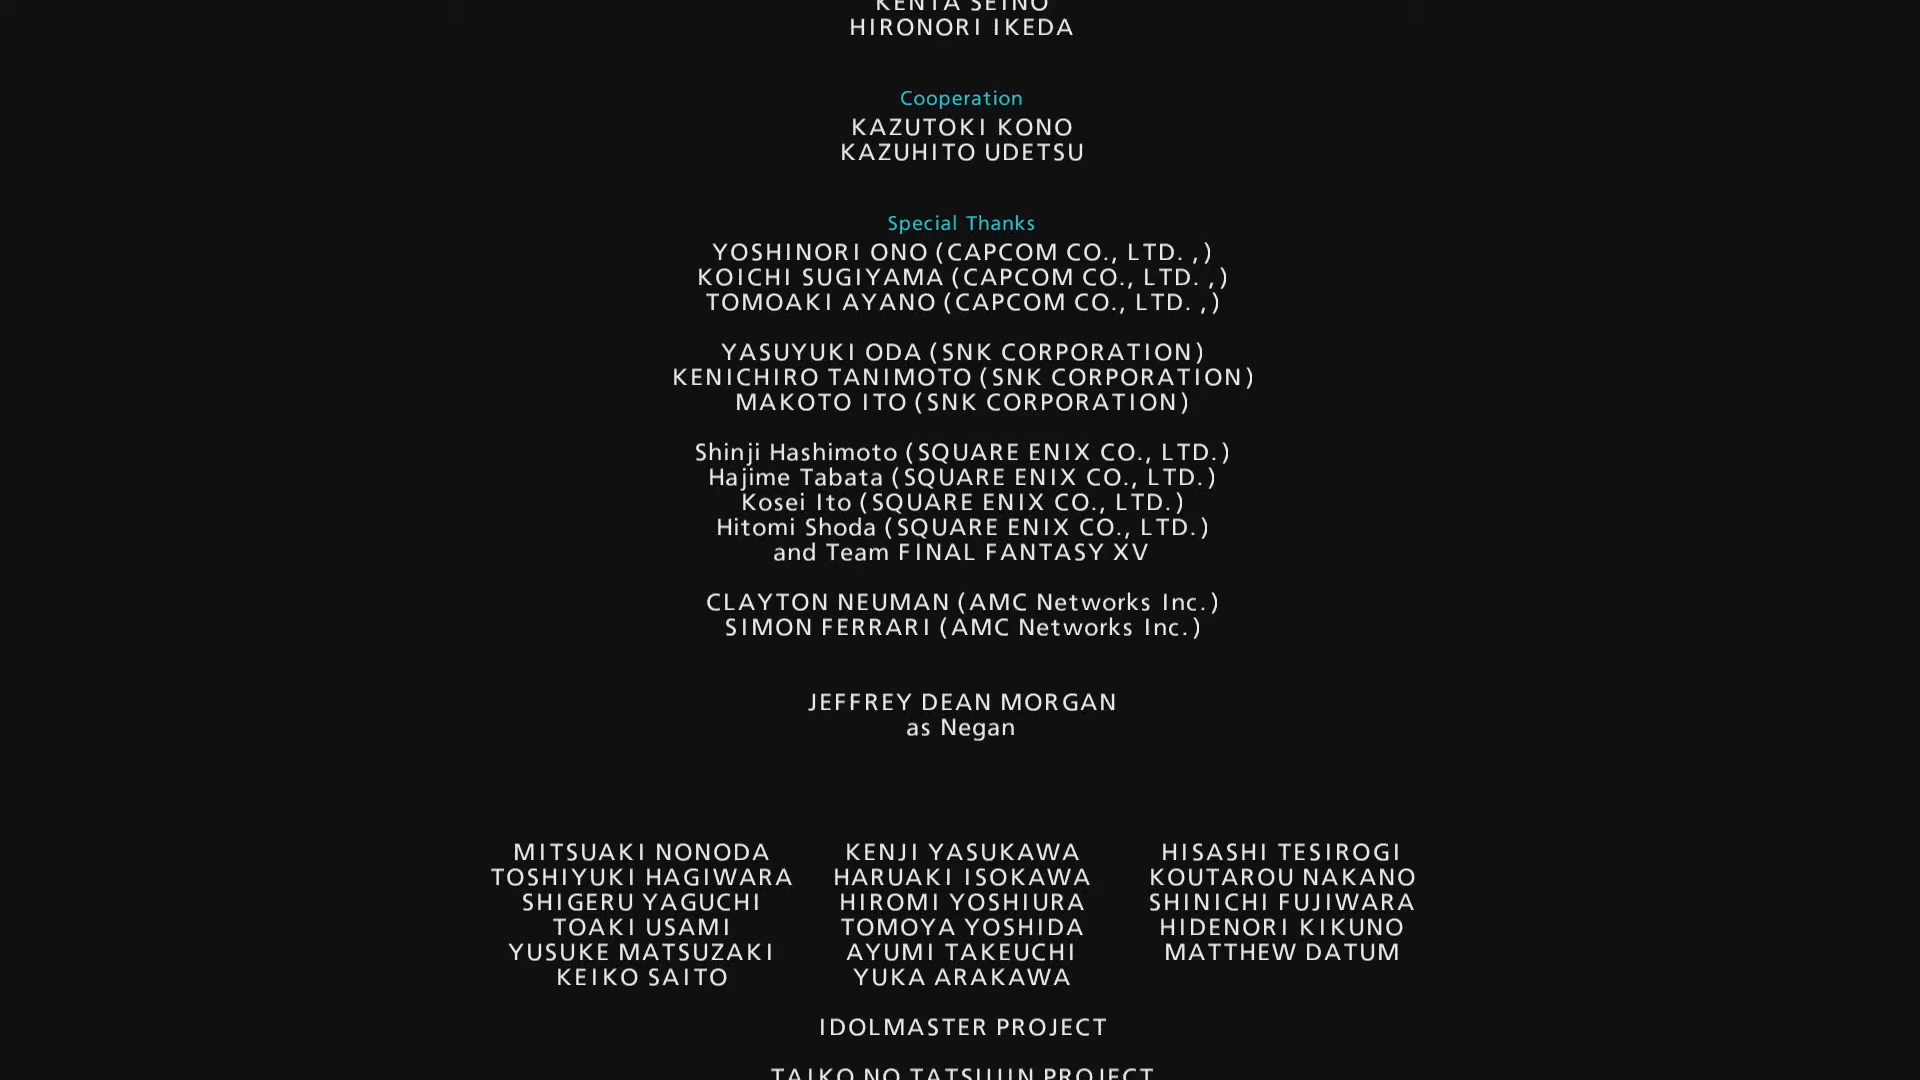 KENTA SEINO
HIRONORI IKEDA
Cooperation
KAZUTOKI KONO
KAZUHITO UDETSU
Special Thanks
YOSHINORI ONO (CAPCOM CO., LTD. ,)
KOICHI SUGIYAMA (CAPCOM CO., LTD. ,)
TOMOAKI AYANO (CAPCOM CO., LTD. ,)
YASUYUKI ODA (SNK CORPORATION)
KENICHIRO TANIMOTO (SNK CORPORATION)
MAKOTO ITO (SNK CORPORATION)
Shinji Hashimoto (SQUARE ENIX CO., LTD.)
Hajime Tabata (SQUARE ENIX CO., LTD.)
Kosei Ito (SQUARE ENIX CO., LTD.)
Hitomi Shoda (SQUARE ENIX CO., LTD.)
and Team FINAL FANTASY XV
CLAYTON NEUMAN (AMC Networks Inc.)
SIMON FERRARI (AMC Networks Inc.)
JEFFREY DEAN MORGAN
as Negan
MITSUAKI NONODA KENJI YASUKAWA HISASHI TESIROGI
TOSHIYUKI HAGIWARA HARUAKI ISOKAWA KOUTAROU NAKANO
SHIGERU YAGUCHI HIROMI YOSHIURA SHINICHI FUJIWARA
TOAKI USAMI TOMOYA YOSHIDA HIDENORI KIKUNO
YUSUKE MATSUZAKI AYUMI TAKEUCHI MATTHEW DATUM
KEIKO SAITO YUKA ARAKAWA
IDOLMASTER PROJECT
TAIKO NO TATSUJIN PROJECT